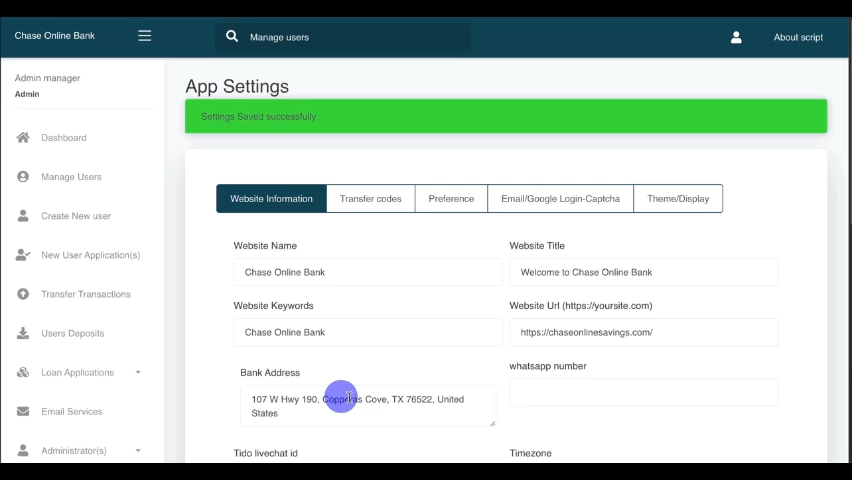 Chase Online Bank
Manage users
About script
Admin manager
Admin
Dashboard
Manage Users
Create New user
New User Application(s)
Transfer Transactions
Users Deposits
Loan Applications
Email Services
Administrator(s)
App Settings
Settings Saved successfully
Website Information
Transfer codes
Preference
Email/Google Login-Captcha
Theme/Display
Website Name
Website Title
Chase Online Bank
Welcome to Chase Online Bank
Website Keywords
Website Url (https://yoursite.com)
Chase Online Bank
https://chaseonlinesavings.com/
Bank Address
whatsapp number
107 W Hwy 190, Copperas Cove, TX 76522, United
States
Tido livechat id
Timezone